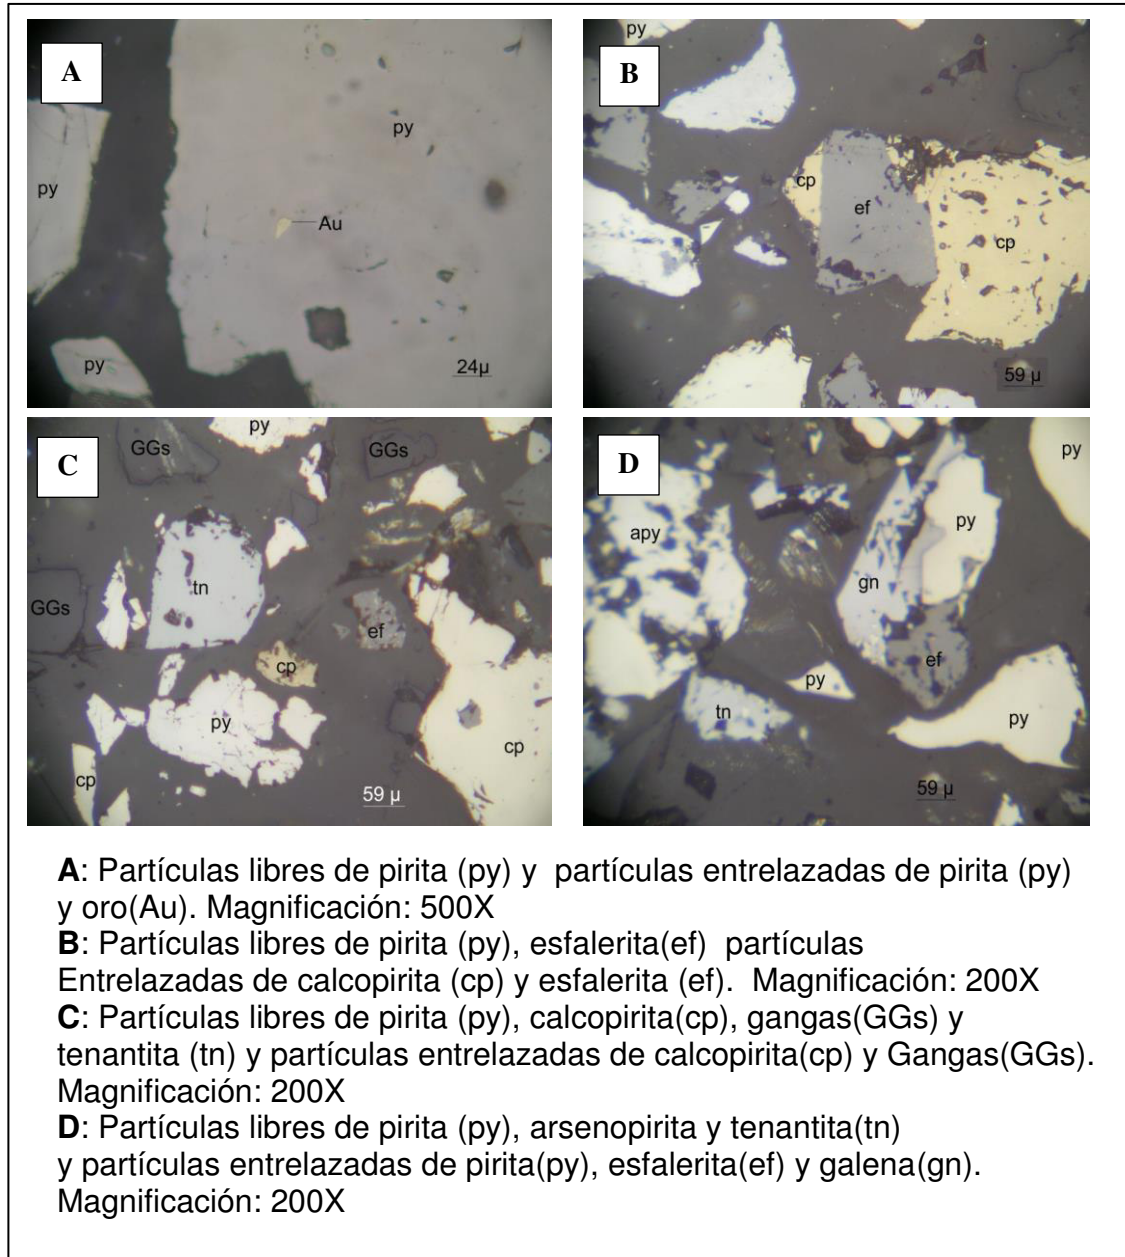 A
py
py
Au
py
24µ
B
py
cp
ef
cp
59 µ
C
GGs
py
GGs
tn
GGs
ef
cp
py
cp
cp
59 µ
D
py
apy
py
gn
ef
py
tn
py
59 µ
A: Partículas libres de pirita (py) y partículas entrelazadas de pirita (py)
y oro(Au). Magnificación: 500X
B: Partículas libres de pirita (py), esfalerita(ef) partículas
Entrelazadas de calcopirita (cp) y esfalerita (ef). Magnificación: 200X
C: Partículas libres de pirita (py), calcopirita(cp), gangas(GGs) y
tenantita (tn) y partículas entrelazadas de calcopirita(cp) y Gangas(GGs).
Magnificación: 200X
D: Partículas libres de pirita (py), arsenopirita y tenantita(tn)
y partículas entrelazadas de pirita(py), esfalerita(ef) y galena(gn).
Magnificación: 200X